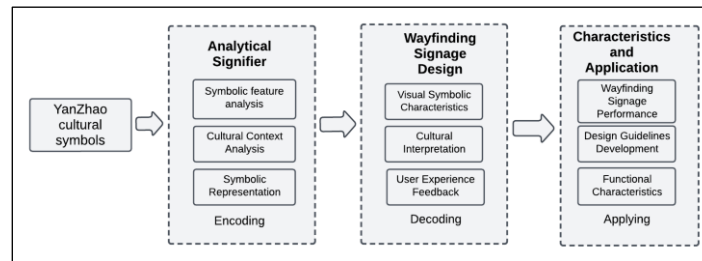 YanZhao
cultural
symbols
Analytical
Signifier
Symbolic feature
analysis
Cultural Context
Analysis
Symbolic
Representation
Encoding
Wayfinding
Signage
Design
Visual Symbolic
Characteristics
Cultural
Interpretation
User Experience
Feedback
Decoding
Characteristics
and
Application
Wayfinding
Signage
Performance
Design Guidelines
Development
Functional
Characteristics
Applying